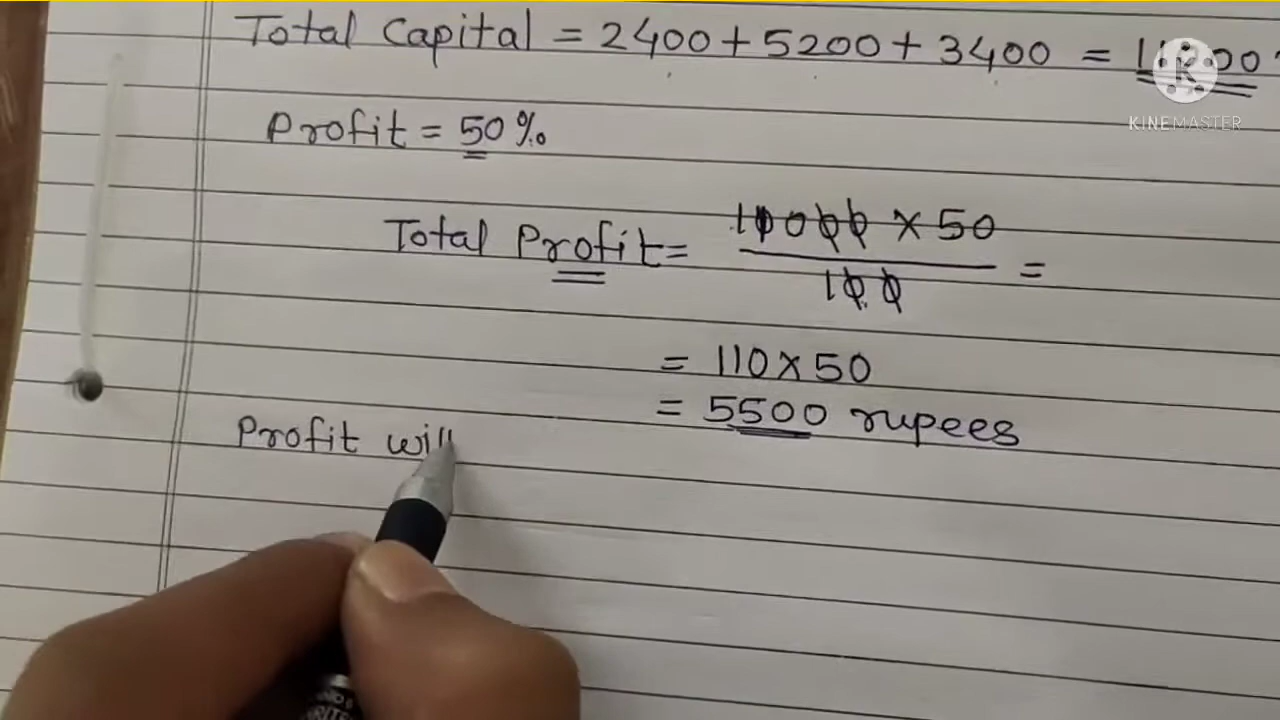 Total Capital = 2400 + 5200 + 3400 = 11000
KINEMASTER
Profit = 50%
Total Profit = 11000 × 50 / 100 =
= 110 × 50
= 5500 rupees
Profit will